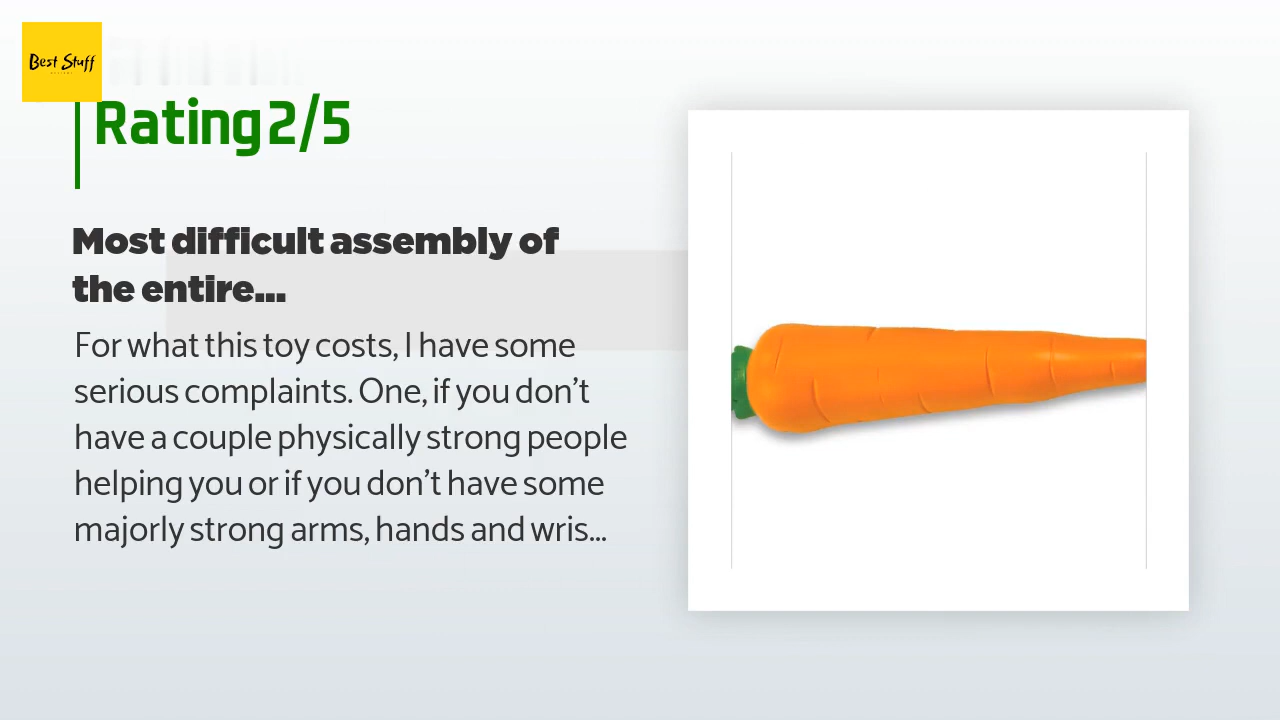 Best Stuff
Rating 2/5
Most difficult assembly of
the entire...
For what this toy costs, I have some
serious complaints. One, if you don't
have a couple physically strong people
helping you or if you don't have some
majorly strong arms, hands and wris...